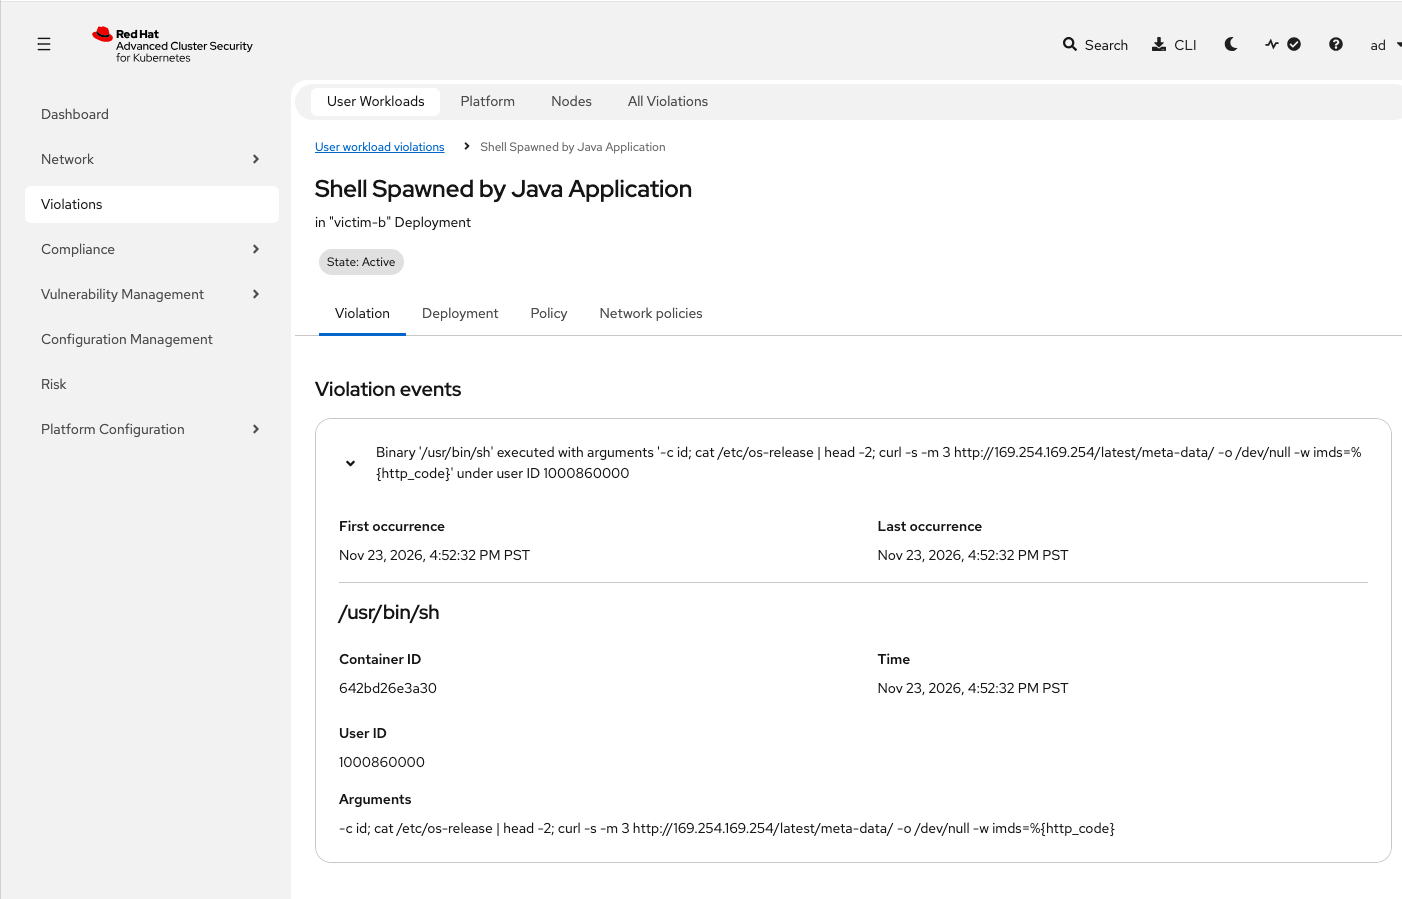 Red Hat
Advanced Cluster Security
for Kubernetes
Search
CLI
ad
Dashboard
Network
Violations
Compliance
Vulnerability Management
Configuration Management
Risk
Platform Configuration
User Workloads
Platform
Nodes
All Violations
User workload violations
Shell Spawned by Java Application
Shell Spawned by Java Application
in "victim-b" Deployment
State: Active
Violation
Deployment
Policy
Network policies
Violation events
Binary '/usr/bin/sh' executed with arguments '-c id; cat /etc/os-release | head -2; curl -s -m 3 http://169.254.169.254/latest/meta-data/ -o /dev/null -w imds=%
{http_code}' under user ID 1000860000
First occurrence
Last occurrence
Nov 23, 2026, 4:52:32 PM PST
Nov 23, 2026, 4:52:32 PM PST
/usr/bin/sh
Container ID
Time
642bd26e3a30
Nov 23, 2026, 4:52:32 PM PST
User ID
1000860000
Arguments
-c id; cat /etc/os-release | head -2; curl -s -m 3 http://169.254.169.254/latest/meta-data/ -o /dev/null -w imds=%{http_code}